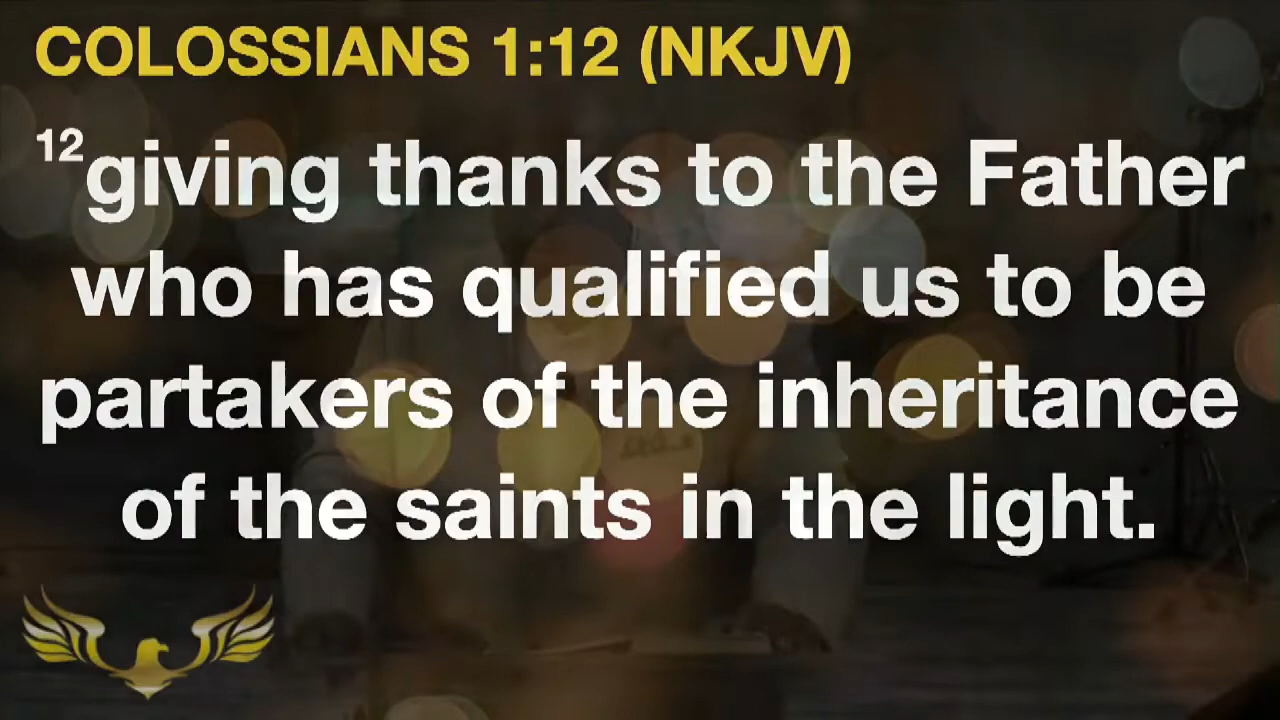 COLOSSIANS 1:12 (NKJV)
12giving thanks to the Father
who has qualified us to be
partakers of the inheritance
of the saints in the light.